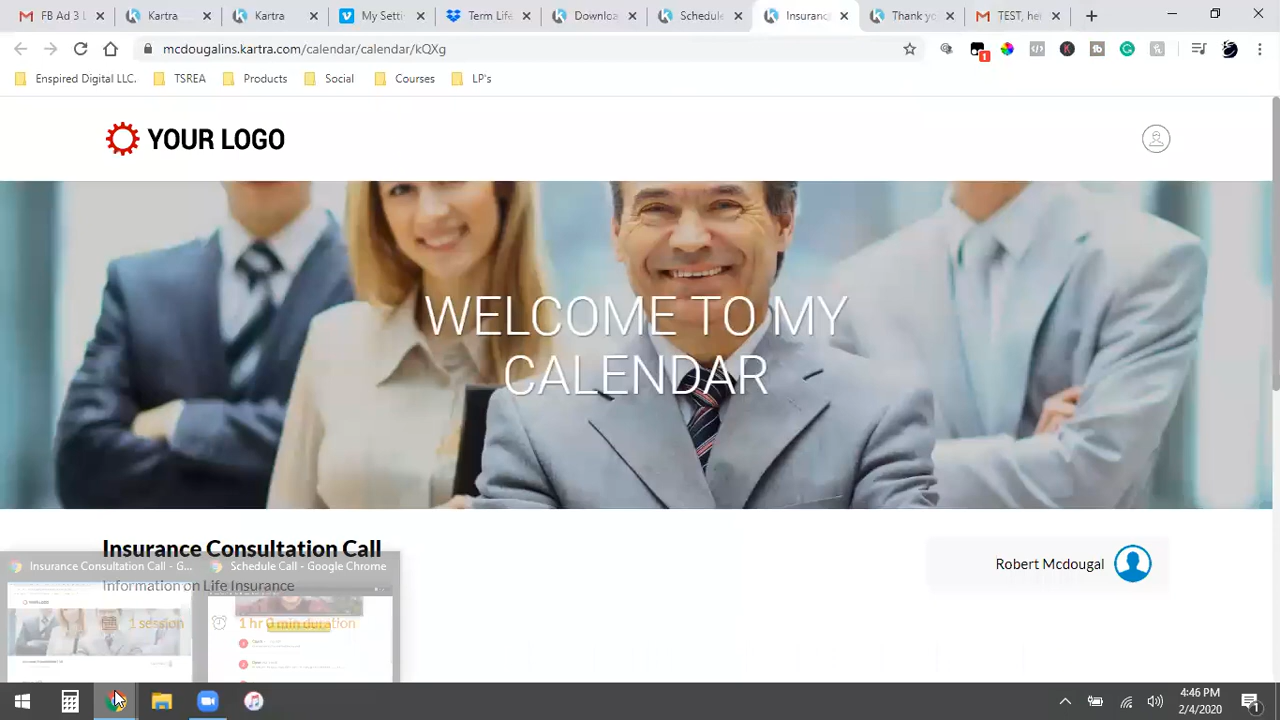 FB Ad 3 L
Kartra
Kartra
My Setti
Term Life
Downloa
Schedule
Insuranc
Thank yo
TEST, he
mcdougalins.kartra.com/calendar/calendar/kQXg
1
Enspired Digital LLC.
TSREA
Products
Social
Courses
LP's
YOUR LOGO
WELCOME TO MY
CALENDAR
Insurance Consultation Call
Robert Mcdougal
Insurance Consultation Call - G...
Schedule Call - Google Chrome
Information on Life Insurance
1 session
1 hr 0 min duration
4:46 PM
2/4/2020
1